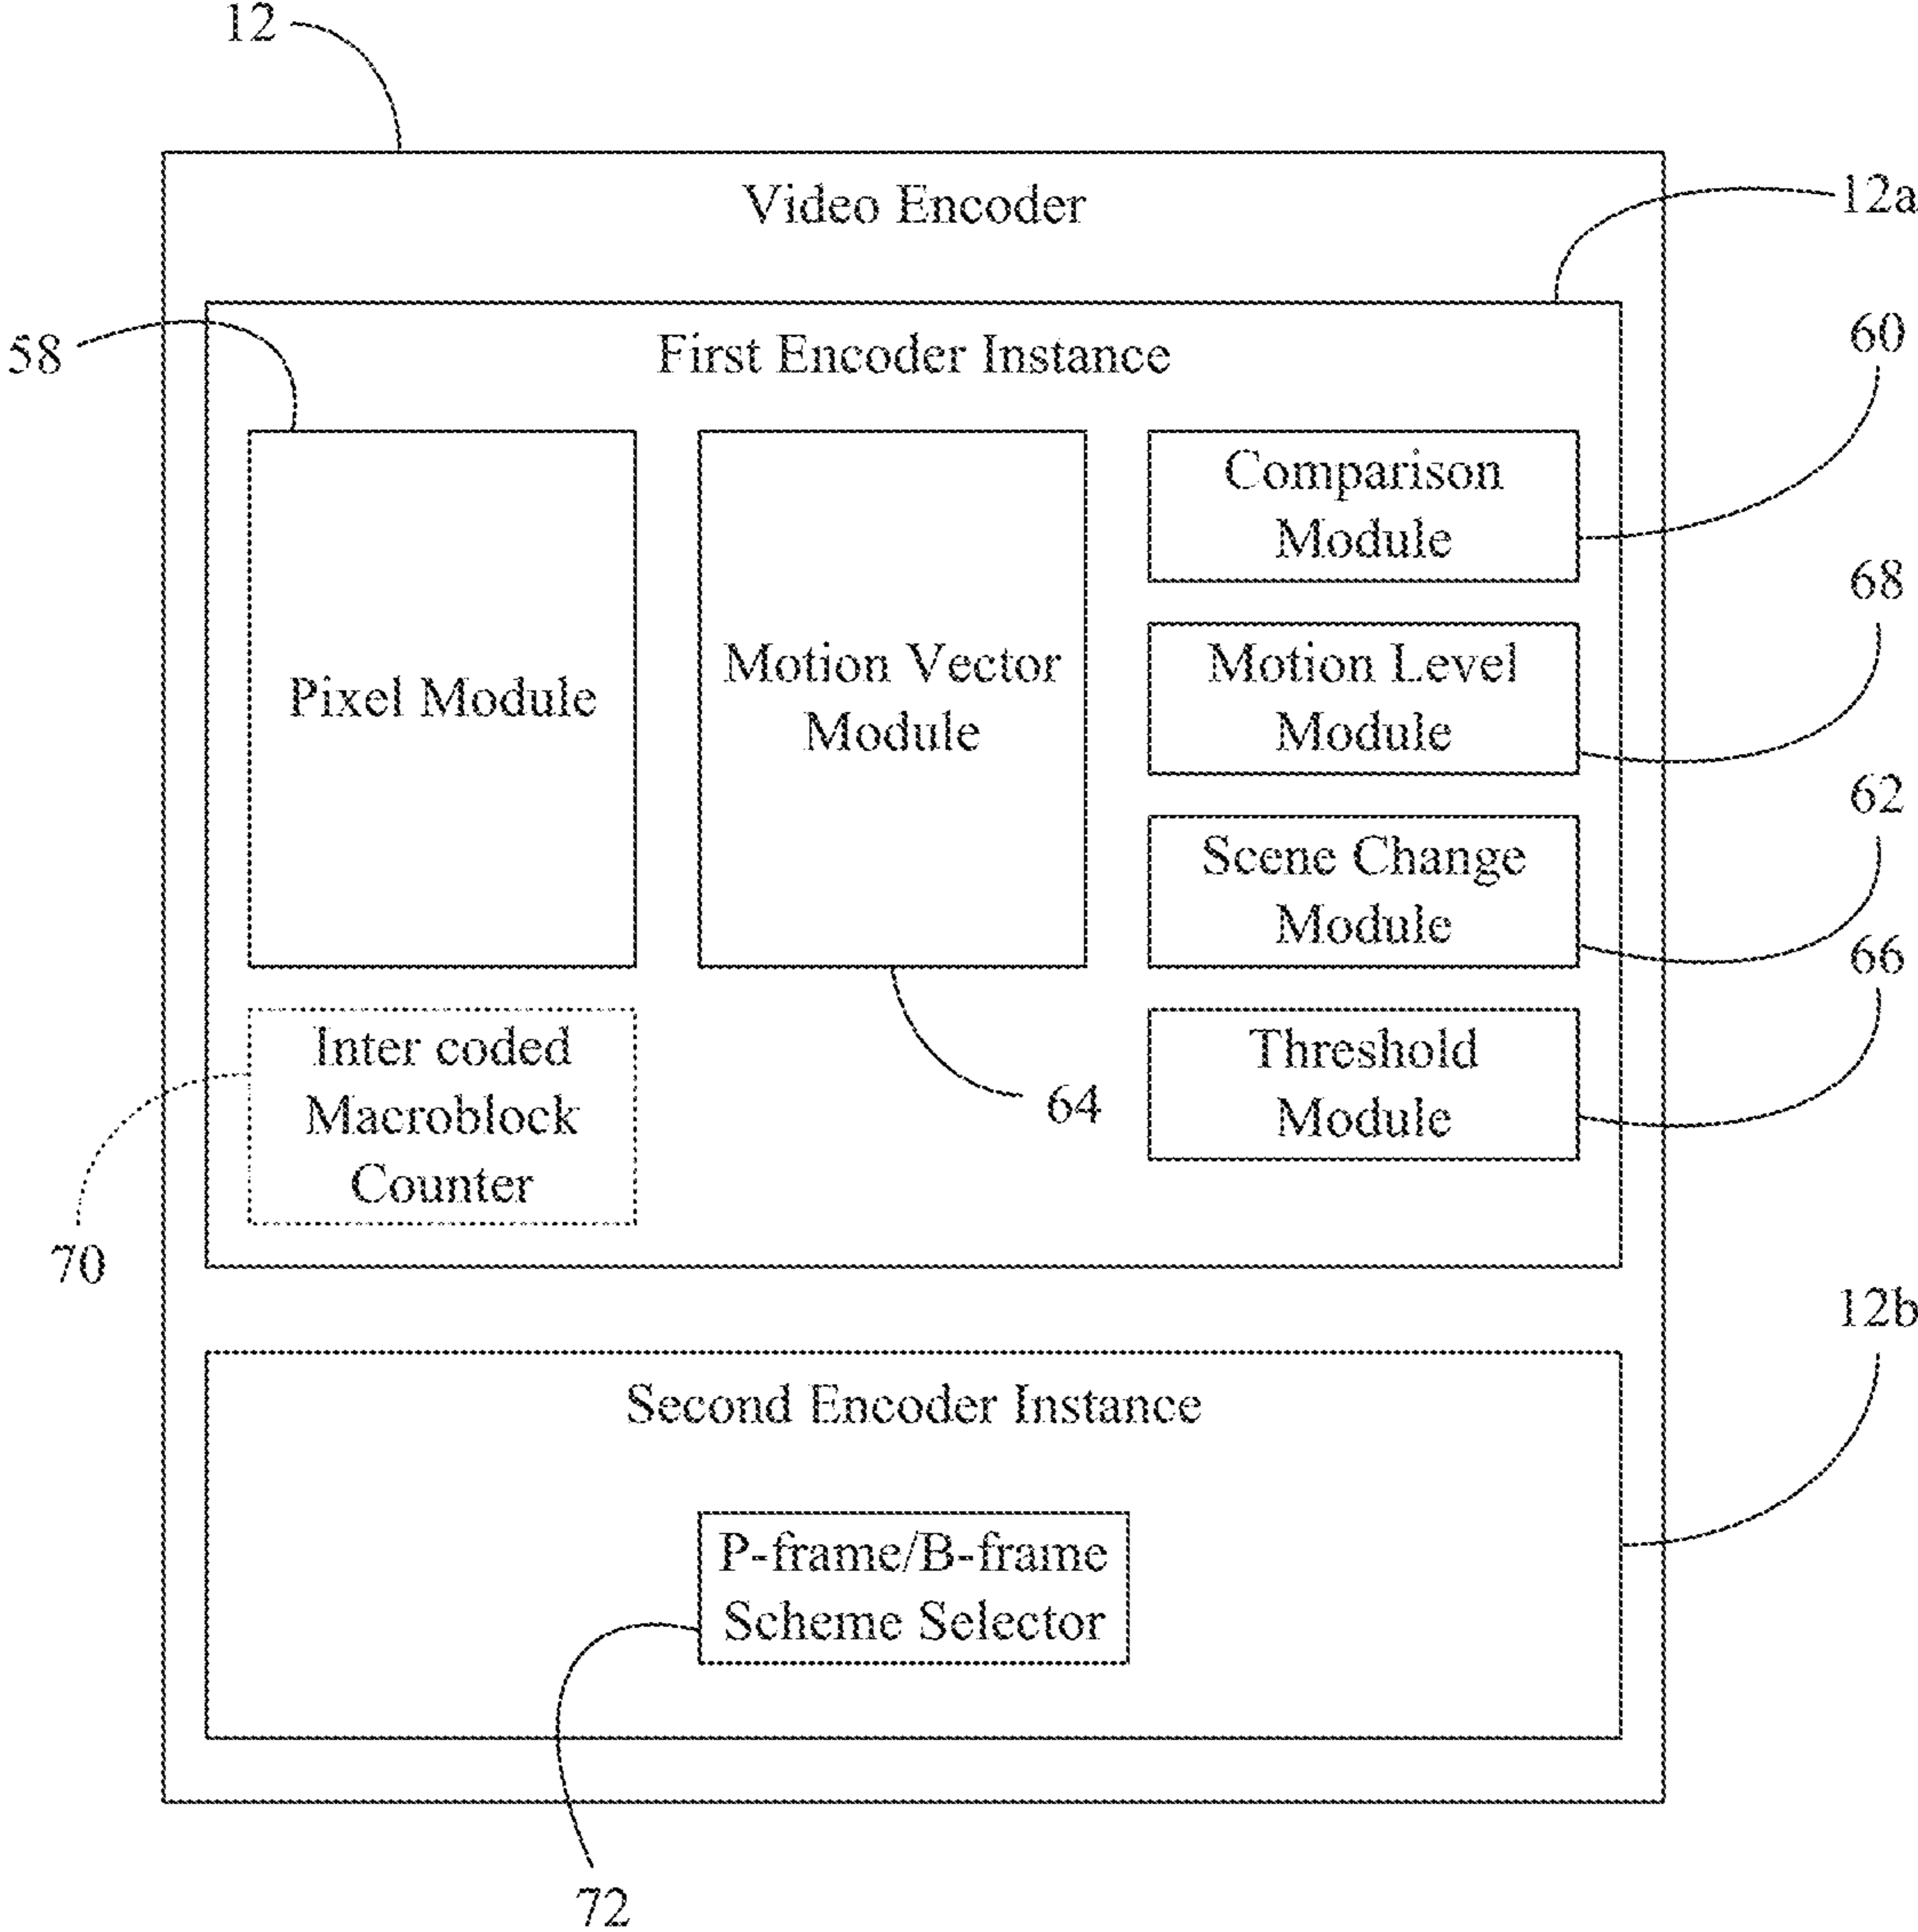 12
Video Encoder
12a
58
First Encoder Instance
60
Pixel Module
Motion Vector
Module
Comparison
Module
68
Motion Level
Module
62
Scene Change
Module
66
Inter coded
Macroblock
Counter
64
Threshold
Module
70
12b
Second Encoder Instance
P-frame/B-frame
Scheme Selector
72